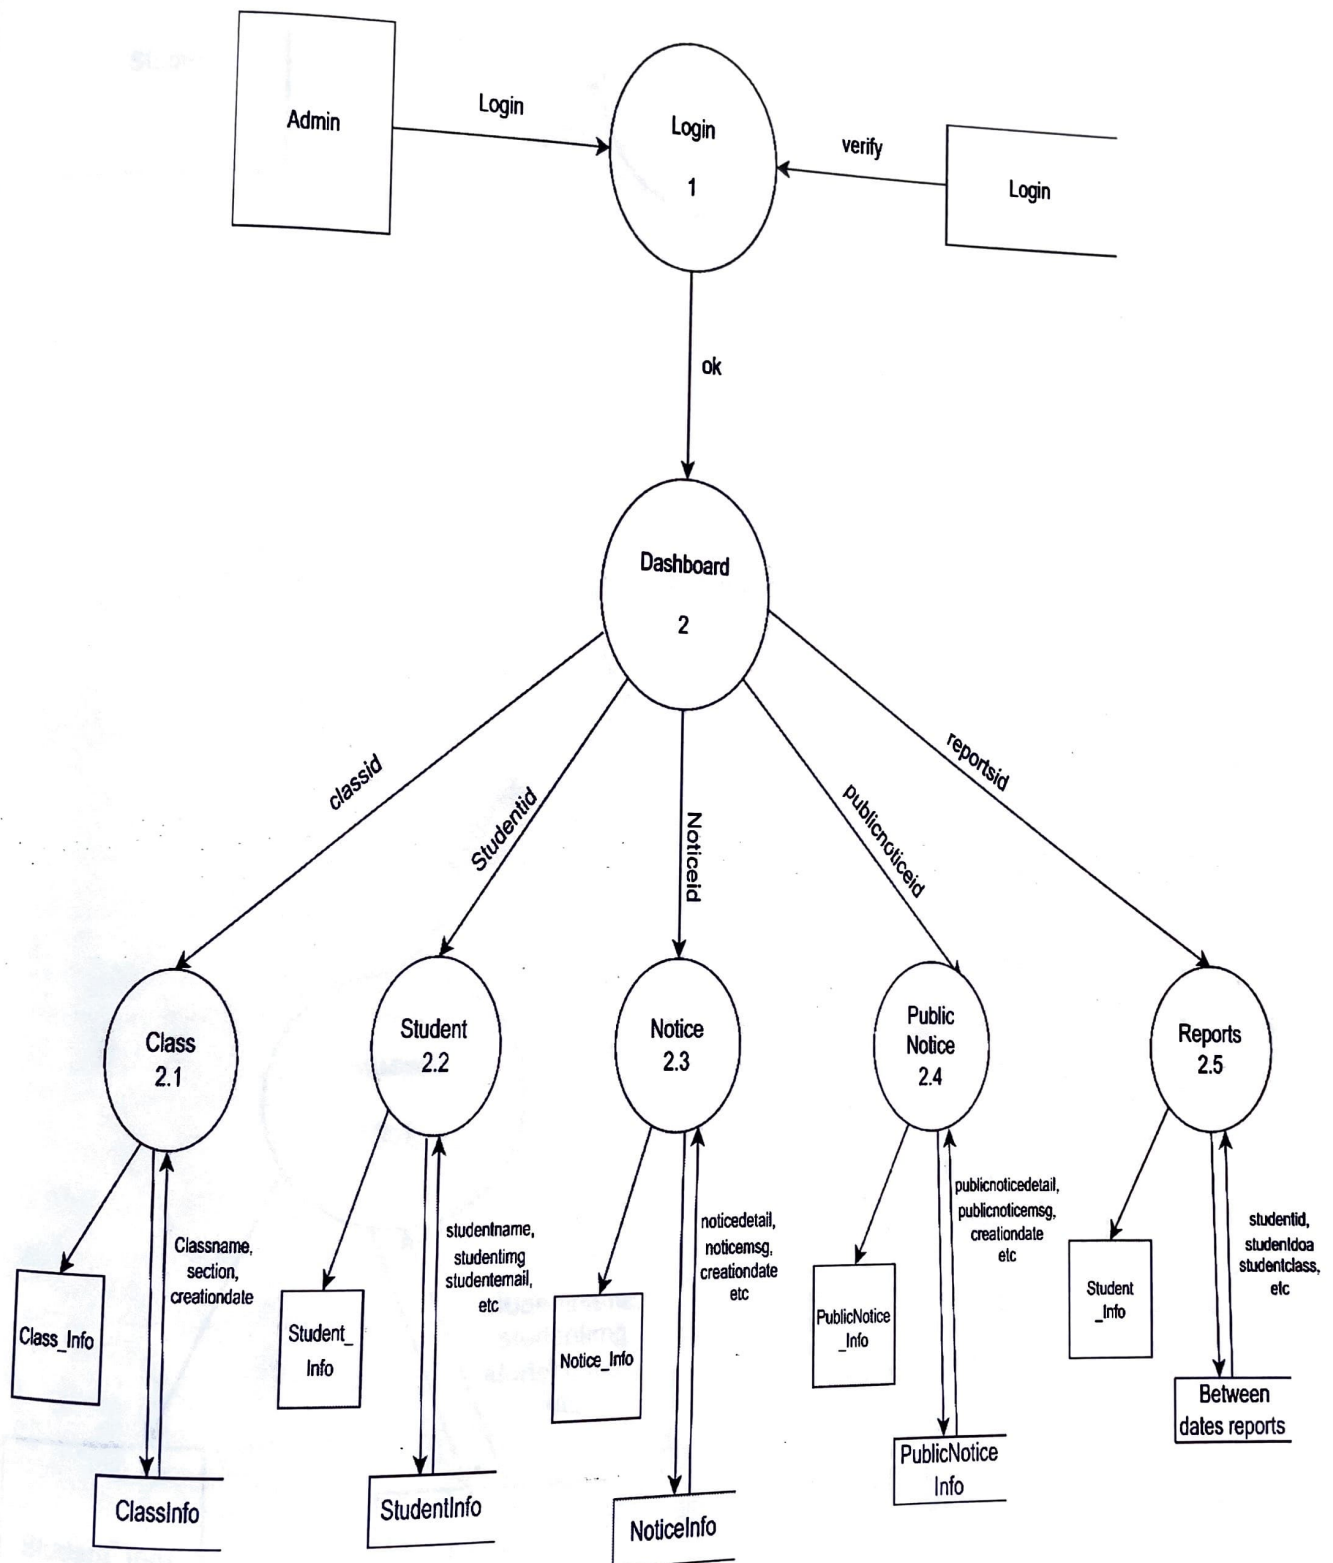 Admin
Login
Login
1
verify
Login
ok
Dashboard
2
classid
Studentid
Noticeid
publicnoticeid
reportsid
Class
2.1
Student
2.2
Notice
2.3
Public
Notice
2.4
Reports
2.5
Classname,
section,
creationdate
studentname,
studentimg
studentemail,
etc
noticedetail,
noticemsg,
creationdate
etc
publicnoticedetail,
publicnoticemsg,
creationdate
etc
studentid,
studentdoa
studentclass,
etc
Class_Info
Student_
Info
Notice_Info
PublicNotice
_Info
Student
_Info
ClassInfo
StudentInfo
NoticeInfo
PublicNotice
Info
Between
dates reports